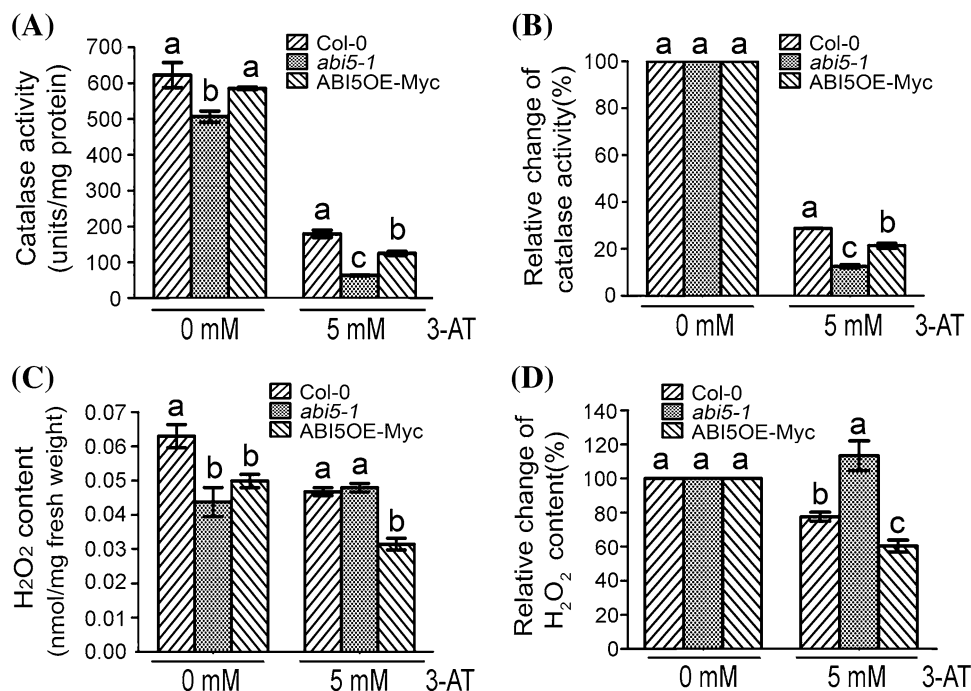 (A)
Catalase activity
(units/mg protein)
700
600
500
400
300
200
100
0
Col-0
abi5-1
ABI5OE-Myc
a
b
a
a
c
b
0 mM
5 mM
3-AT
(B)
Relative change of
catalase activity(%)
100
80
60
40
20
0
Col-0
abi5-1
ABI5OE-Myc
a
a
a
a
c
b
0 mM
5 mM
3-AT
(C)
H2O2 content
(nmol/mg fresh weight)
0.07
0.06
0.05
0.04
0.03
0.02
0.01
0.00
Col-0
abi5-1
ABI5OE-Myc
a
b
b
a
a
b
0 mM
5 mM
3-AT
(D)
Relative change of
H₂O₂ content(%)
140
120
100
80
60
40
20
0
Col-0
abi5-1
ABI5OE-Myc
a
a
a
b
a
c
0 mM
5 mM
3-AT